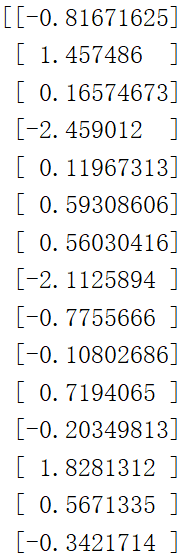 [[-0.81671625]
[ 1.457486  ]
[ 0.16574673]
[-2.459012  ]
[ 0.11967313]
[ 0.59308606]
[ 0.56030416]
[-2.1125894 ]
[-0.7755666 ]
[-0.10802686]
[ 0.7194065 ]
[-0.20349813]
[ 1.8281312 ]
[ 0.5671335 ]
[-0.3421714 ]